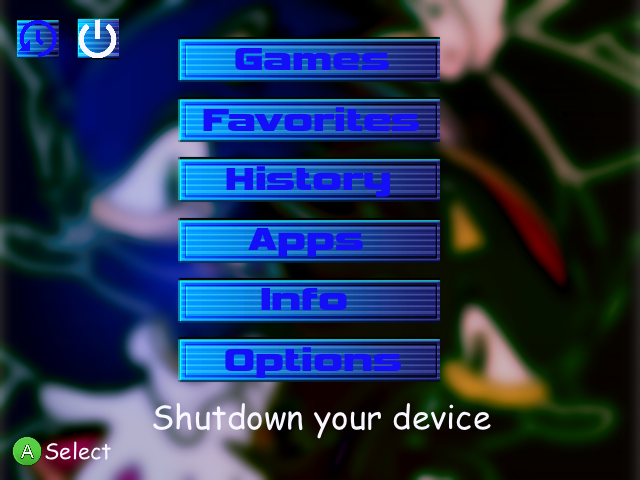 Games
Favorites
History
Apps
Info
Options
Shutdown your device
A Select